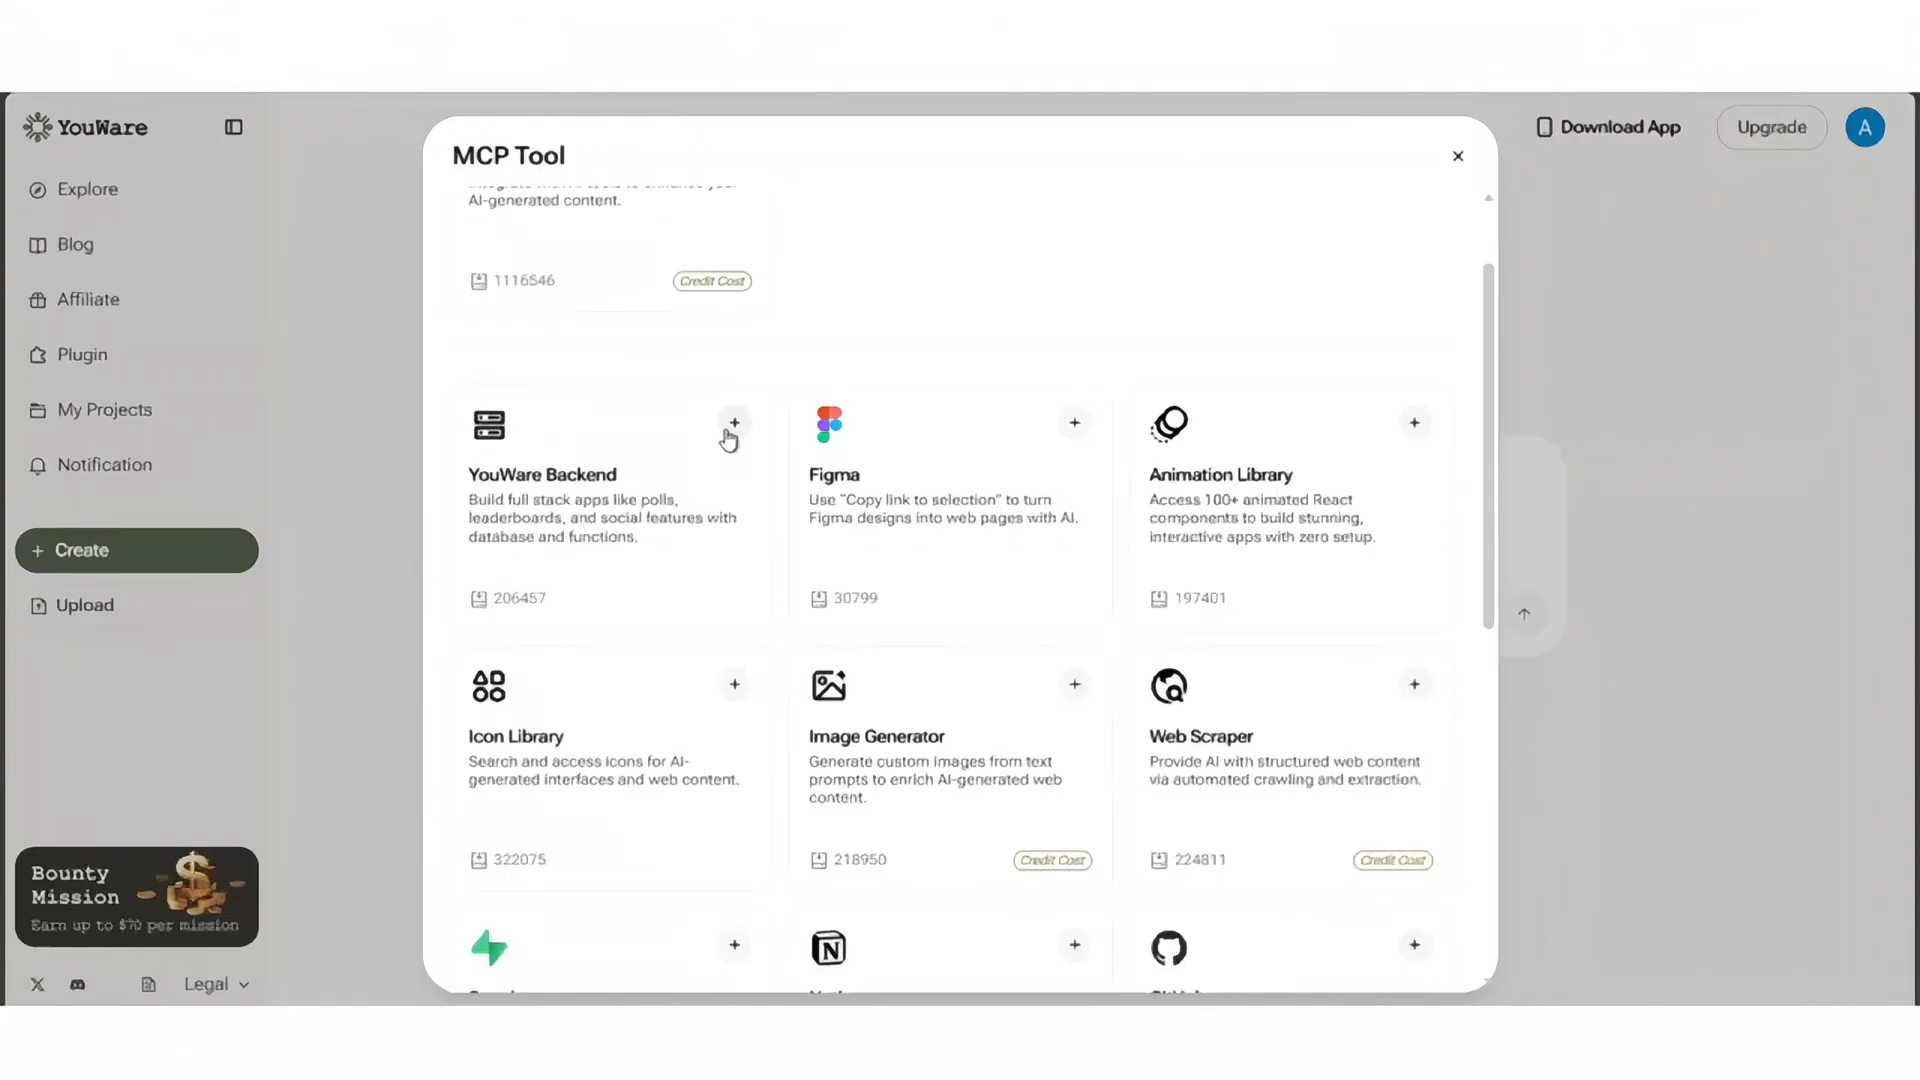 YouWare
Explore
Blog
Affiliate
Plugin
My Projects
Notification
+ Create
Upload
Bounty
Mission
Earn up to $70 per mission
Legal
Download App
Upgrade
A
MCP Tool
AI-generated content.
1116546
Credit Cost
YouWare Backend
Build full stack apps like polls,
leaderboards, and social features with
database and functions.
206457
Figma
Use "Copy link to selection" to turn
Figma designs into web pages with AI.
30799
Animation Library
Access 100+ animated React
components to build stunning,
interactive apps with zero setup.
197401
Icon Library
Search and access icons for AI-
generated interfaces and web content.
322075
Image Generator
Generate custom images from text
prompts to enrich AI-generated web
content.
218950
Credit Cost
Web Scraper
Provide AI with structured web content
via automated crawling and extraction.
224811
Credit Cost